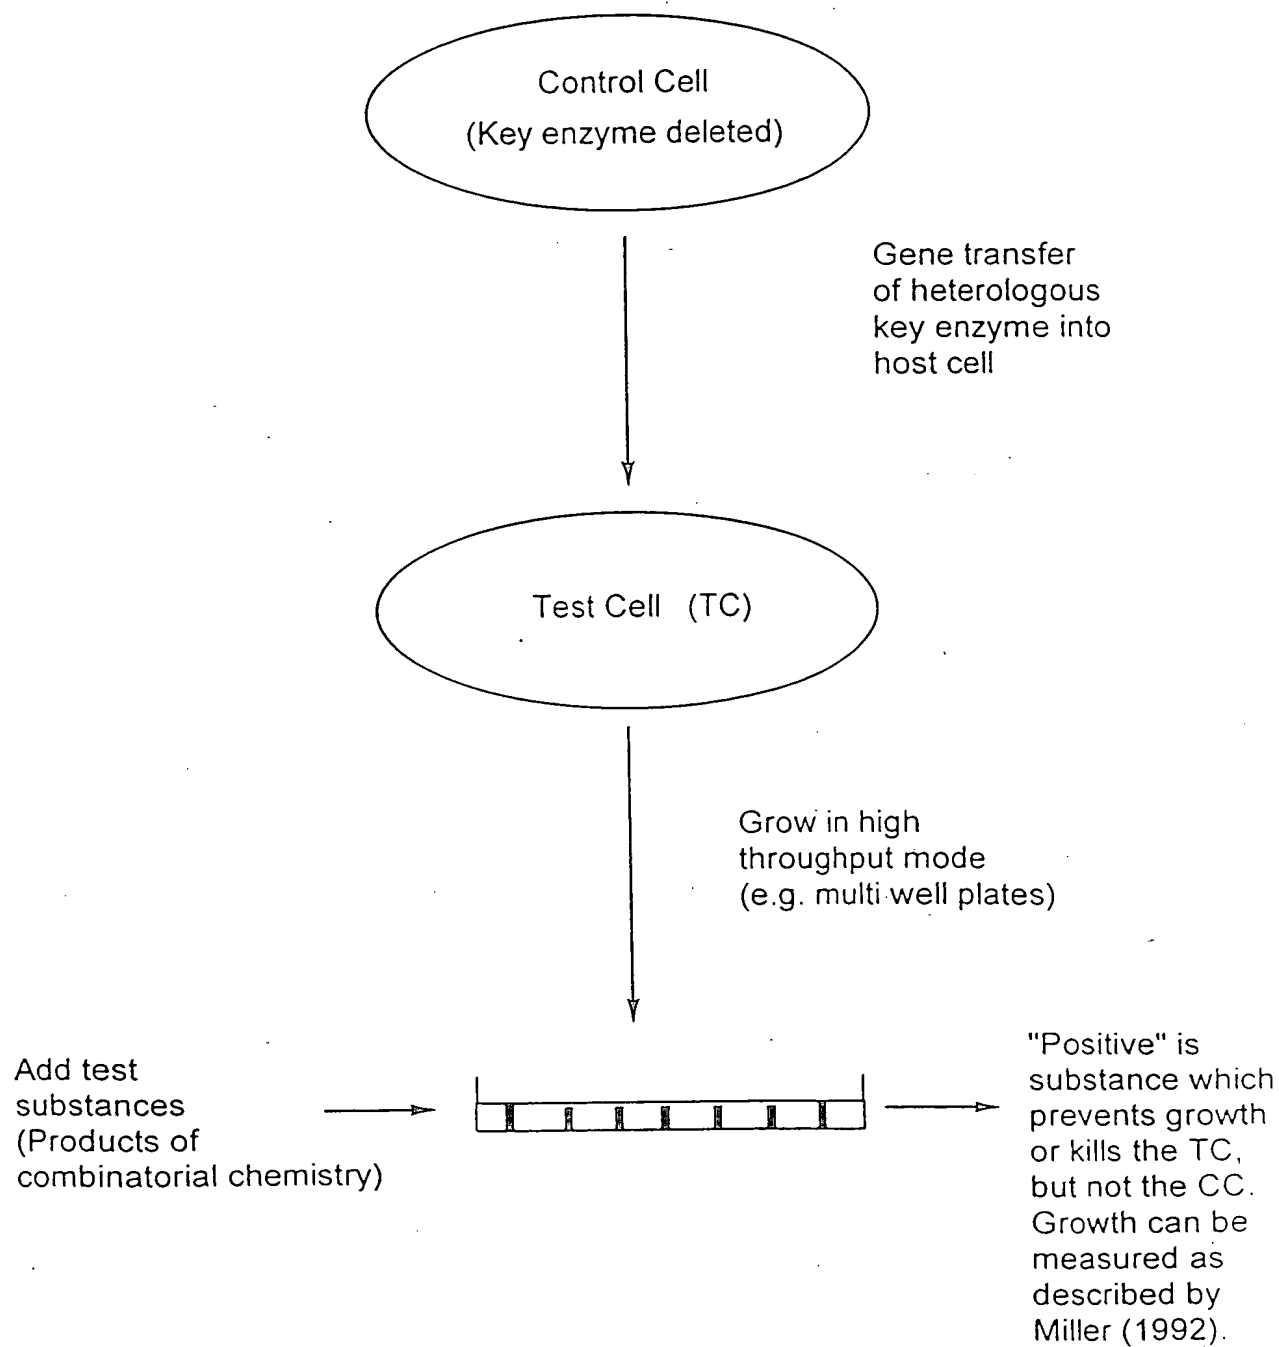 Control Cell
(Key enzyme deleted)
Gene transfer
of heterologous
key enzyme into
host cell
Test Cell (TC)
Grow in high
throughput mode
(e.g. multi well plates)
Add test
substances
(Products of
combinatorial chemistry)
"Positive" is
substance which
prevents growth
or kills the TC,
but not the CC.
Growth can be
measured as
described by
Miller (1992).